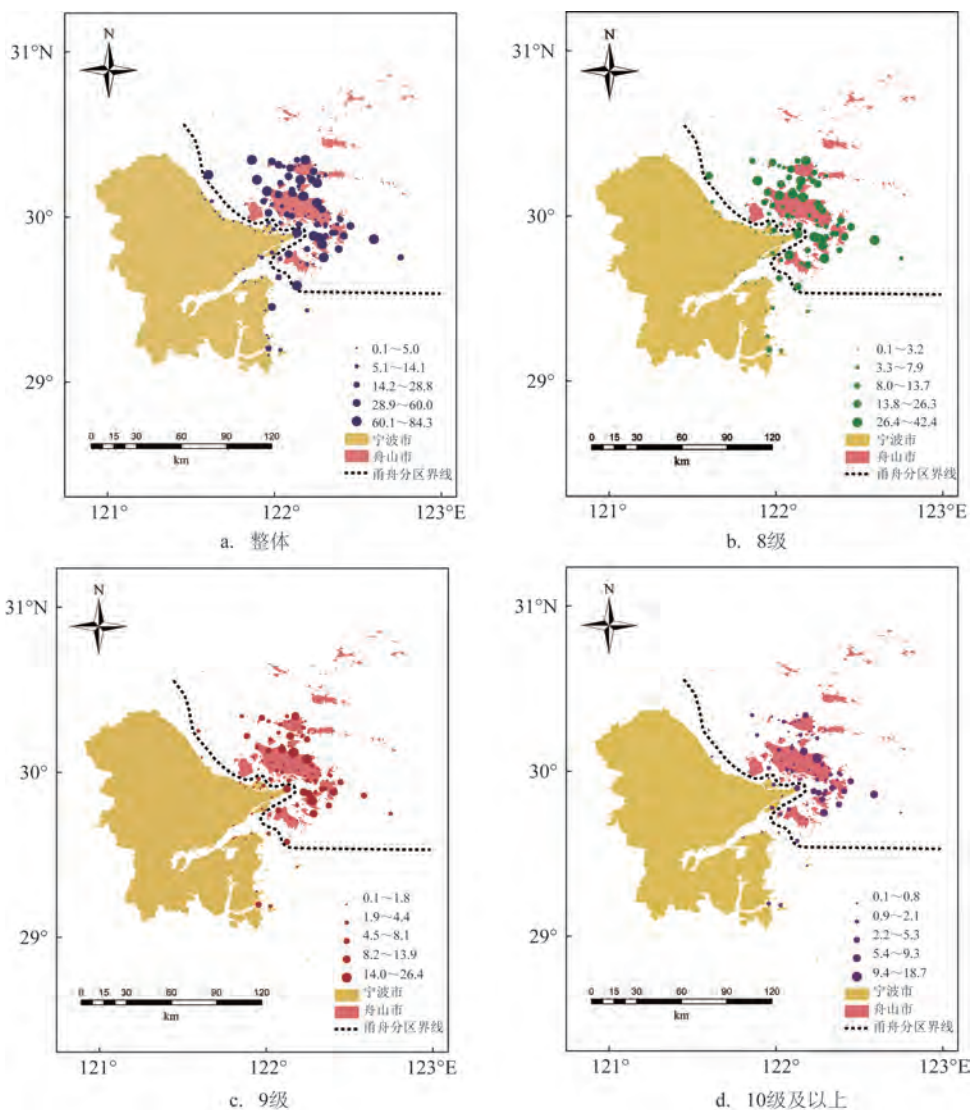 N
31°N
30°
29°
0.1～5.0
5.1～14.1
14.2～28.8
28.9～60.0
60.1～84.3
宁波市
舟山市
甬舟分区界线
0 15 30 60 90 120
km
121° 122° 123°E
a. 整体
N
31°N
30°
29°
0.1～3.2
3.3～7.9
8.0～13.7
13.8～26.3
26.4～42.4
宁波市
舟山市
甬舟分区界线
0 15 30 60 90 120
km
121° 122° 123°E
b. 8级
N
31°N
30°
29°
0.1～1.8
1.9～4.4
4.5～8.1
8.2～13.9
14.0～26.4
宁波市
舟山市
甬舟分区界线
0 15 30 60 90 120
km
121° 122° 123°E
c. 9级
N
31°N
30°
29°
0.1～0.8
0.9～2.1
2.2～5.3
5.4～9.3
9.4～18.7
宁波市
舟山市
甬舟分区界线
0 15 30 60 90 120
km
121° 122° 123°E
d. 10级及以上